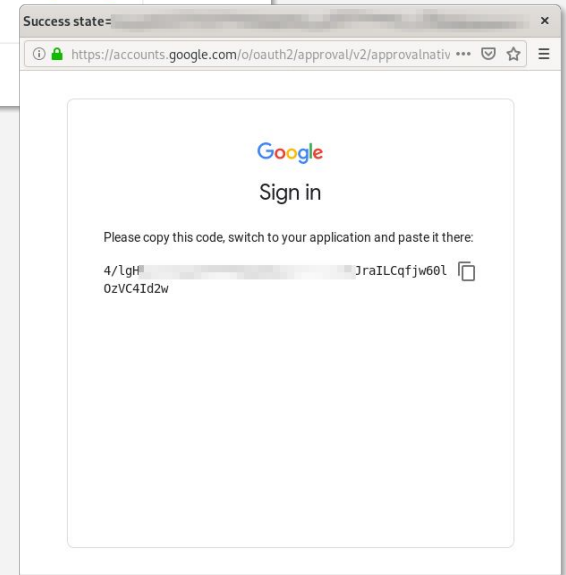 Success state=
https://accounts.google.com/o/oauth2/approval/v2/approvalnativ
Google
Sign in
Please copy this code, switch to your application and paste it there:
4/lgH JraILCqfjw60l
OzVC4Id2w